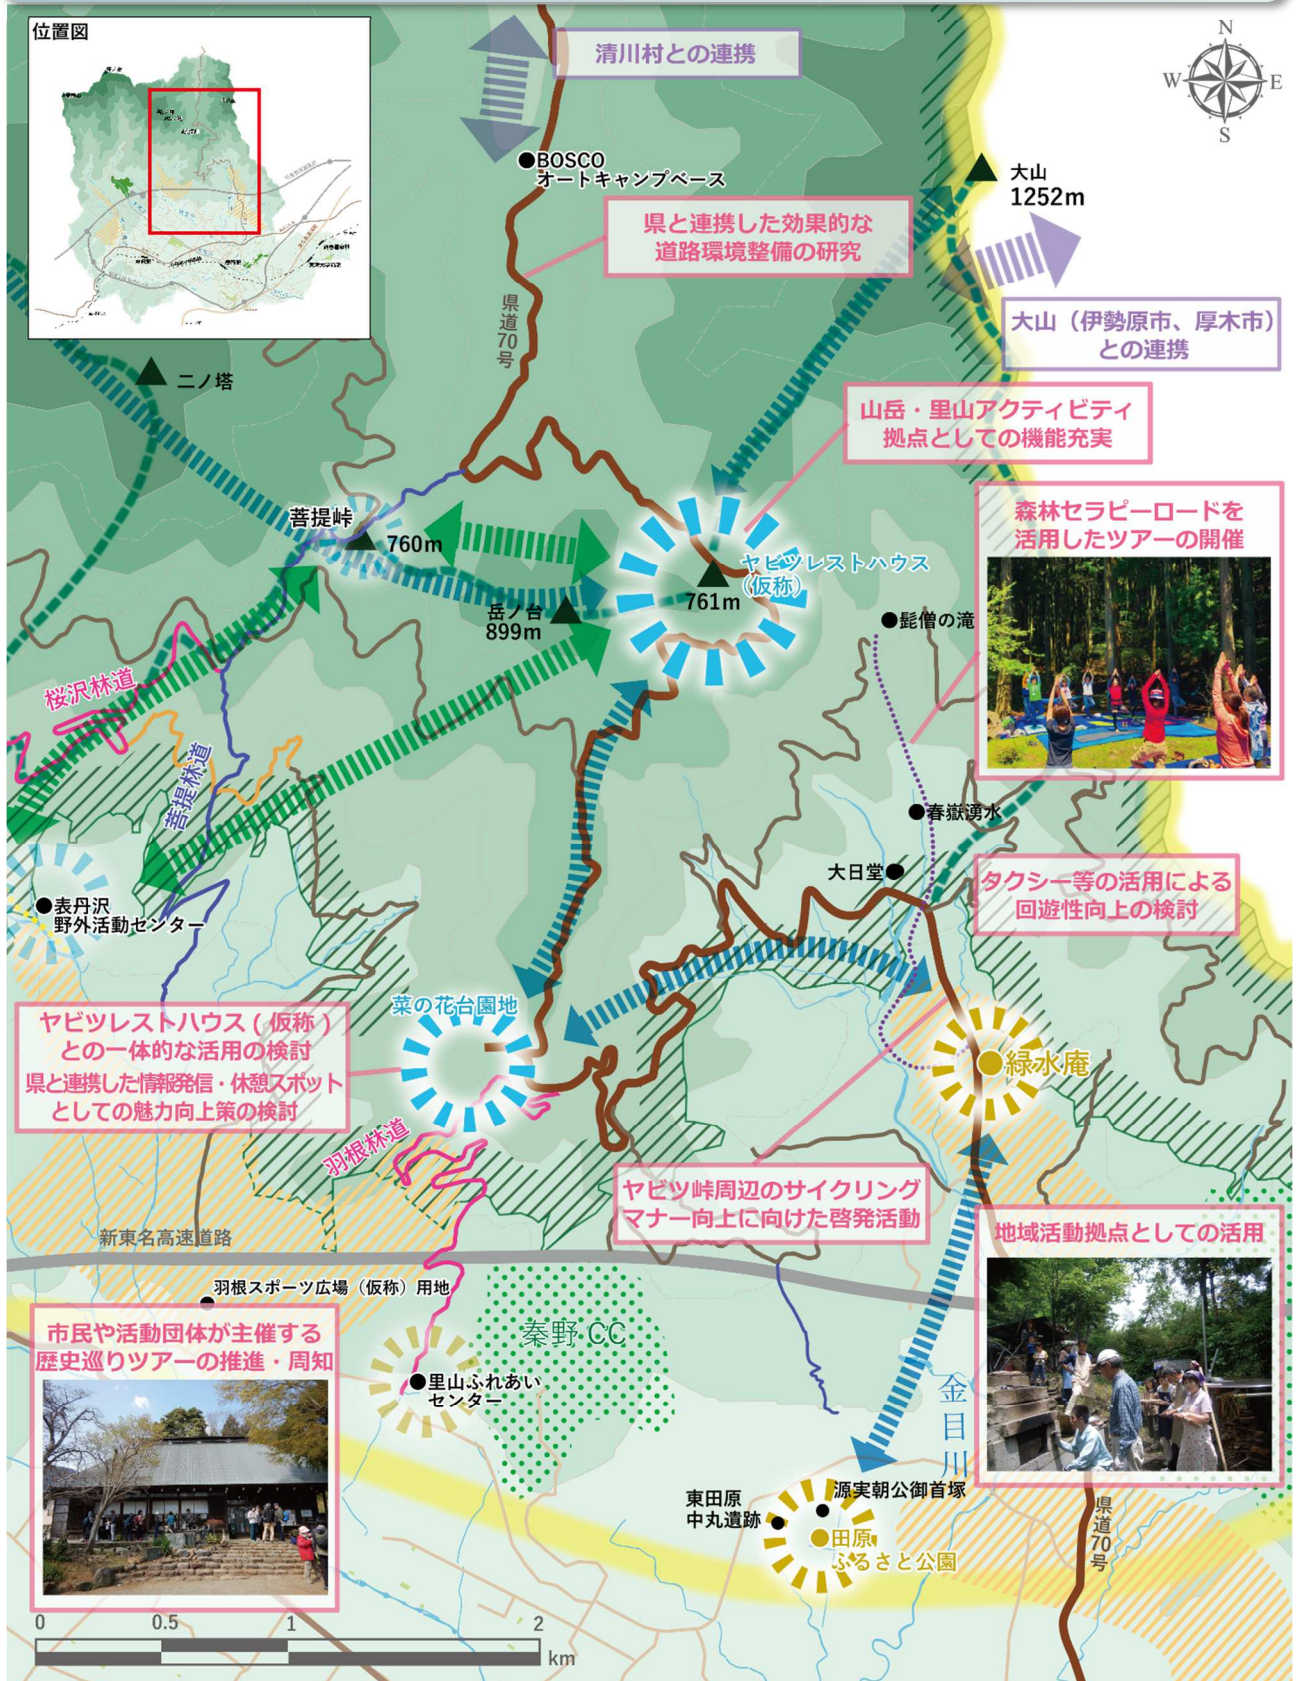 位置図
N
W
E
S
清川村との連携
BOSCO
オートキャンプベース
大山
1252m
県と連携した効果的な
道路環境整備の研究
県道70号
大山（伊勢原市、厚木市）
との連携
二ノ塔
山岳・里山アクティビティ
拠点としての機能充実
菩提峠
760m
森林セラピーロードを
活用したツアーの開催
ヤビツレストハウス
（仮称）
761m
岳ノ台
899m
髭僧の滝
桜沢林道
菩提林道
春嶽湧水
大日堂
タクシー等の活用による
回遊性向上の検討
表丹沢
野外活動センター
菜の花台園地
ヤビツレストハウス（仮称）
との一体的な活用の検討
県と連携した情報発信・休憩スポット
としての魅力向上策の検討
緑水庵
羽根林道
ヤビツ峠周辺のサイクリング
マナー向上に向けた啓発活動
地域活動拠点としての活用
新東名高速道路
羽根スポーツ広場（仮称）用地
市民や活動団体が主催する
歴史巡りツアーの推進・周知
秦野CC
里山ふれあい
センター
金目川
源実朝公御首塚
東田原
中丸遺跡
田原
ふるさと公園
県道70号
0
0.5
1
2
km